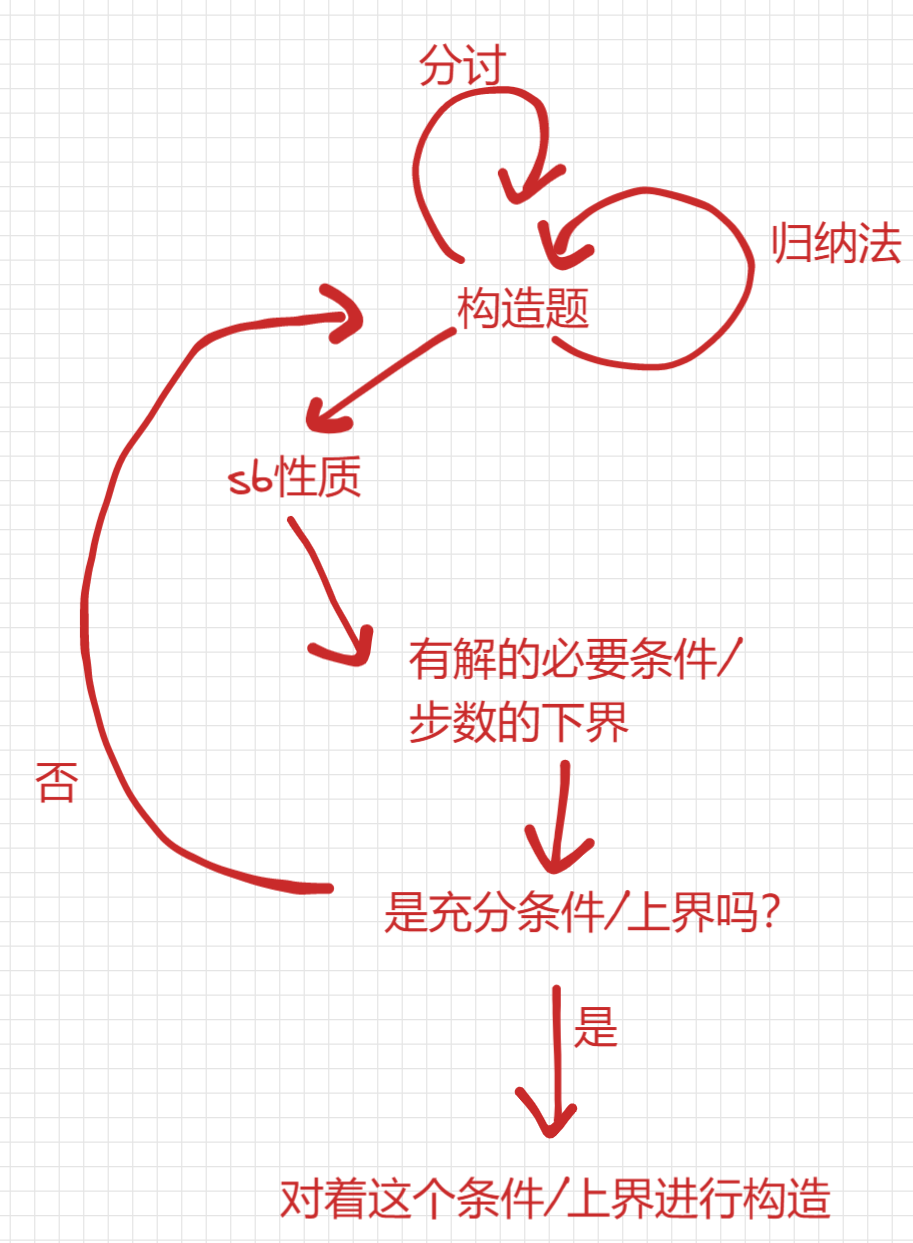 分讨
归纳法
构造题
sb性质
有解的必要条件/
步数的下界
否
是充分条件/上界吗?
是
对着这个条件/上界进行构造